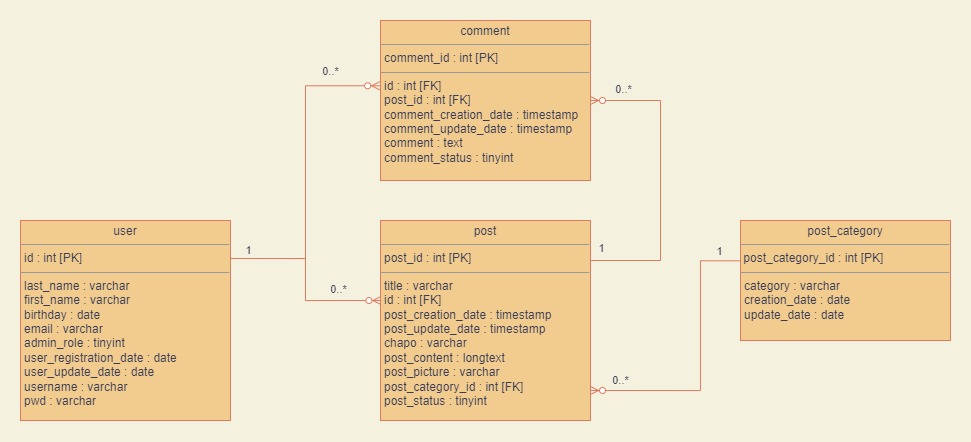 comment
comment_id : int [PK]
id : int [FK]
post_id : int [FK]
comment_creation_date : timestamp
comment_update_date : timestamp
comment : text
comment_status : tinyint
0..*
0..*
user
id : int [PK]
last_name : varchar
first_name : varchar
birthday : date
email : varchar
admin_role : tinyint
user_registration_date : date
user_update_date : date
username : varchar
pwd : varchar
1
0..*
post
post_id : int [PK]
title : varchar
id : int [FK]
post_creation_date : timestamp
post_update_date : timestamp
chapo : varchar
post_content : longtext
post_picture : varchar
post_category_id : int [FK]
post_status : tinyint
1
0..*
1
post_category
post_category_id : int [PK]
category : varchar
creation_date : date
update_date : date